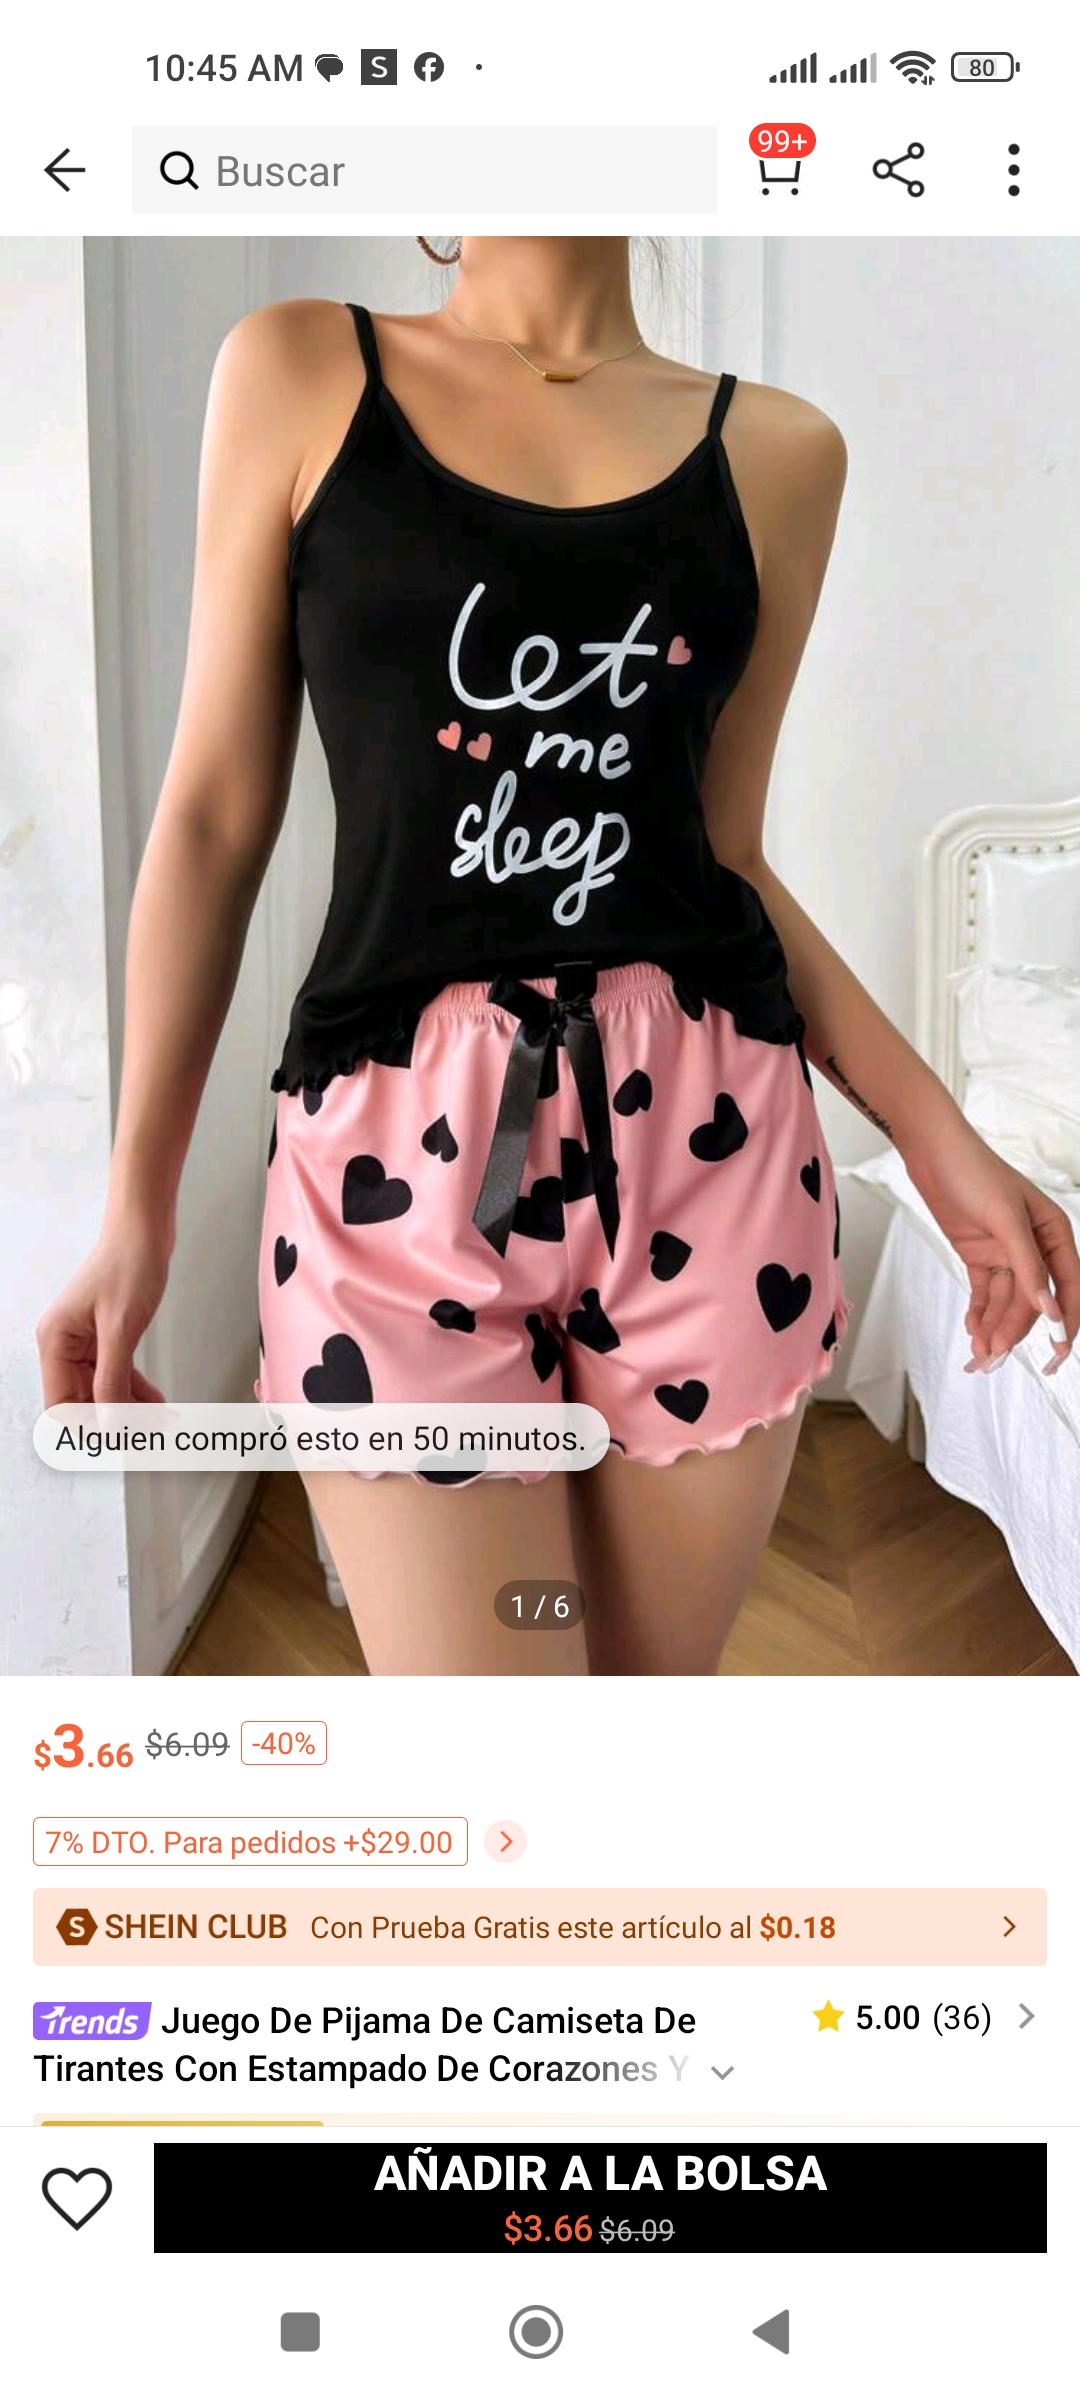 10:45 AM
80
Buscar
99+
Let
me
sleep
Alguien compró esto en 50 minutos.
1 / 6
$3.66 $6.09 -40%
7% DTO. Para pedidos +$29.00
S SHEIN CLUB Con Prueba Gratis este artículo al $0.18
Trends Juego De Pijama De Camiseta De
Tirantes Con Estampado De Corazones Y
5.00 (36)
AÑADIR A LA BOLSA
$3.66 $6.09